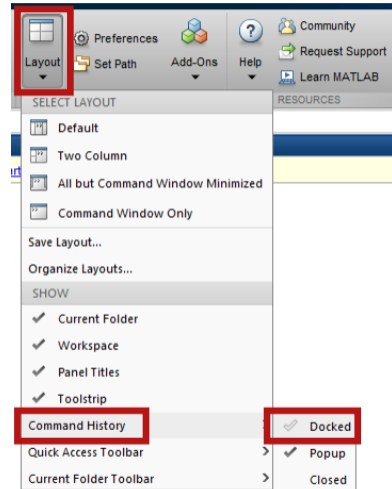 Preferences
Community
Request Support
Layout
Set Path
Add-Ons
Help
Learn MATLAB
SELECT LAYOUT
RESOURCES
Default
Two Column
All but Command Window Minimized
Command Window Only
Save Layout...
Organize Layouts...
SHOW
Current Folder
Workspace
Panel Titles
Toolstrip
Command History
Docked
Quick Access Toolbar
Popup
Current Folder Toolbar
Closed